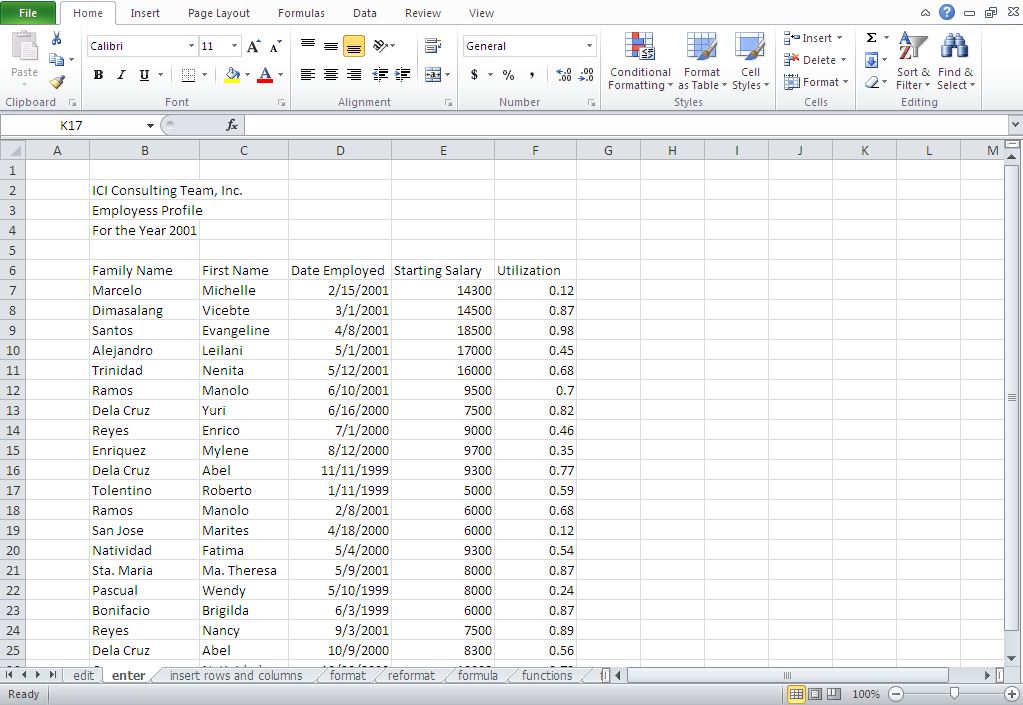 File Home Insert Page Layout Formulas Data Review View
Calibri 11 A A General Insert
Paste Delete
B I U A $ % , Conditional Formatting Format as Table Cell Styles Format Σ Sort & Filter Find & Select
Clipboard Font Alignment Number Styles Cells Editing
K17 fx
A B C D E F G H I J K L M
1
2 ICI Consulting Team, Inc.
3 Employess Profile
4 For the Year 2001
5
6 Family Name First Name Date Employed Starting Salary Utilization
7 Marcelo Michelle 2/15/2001 14300 0.12
8 Dimasalang Vicebte 3/1/2001 14500 0.87
9 Santos Evangeline 4/8/2001 18500 0.98
10 Alejandro Leilani 5/1/2001 17000 0.45
11 Trinidad Nenita 5/12/2001 16000 0.68
12 Ramos Manolo 6/10/2001 9500 0.7
13 Dela Cruz Yuri 6/16/2000 7500 0.82
14 Reyes Enrico 7/1/2000 9000 0.46
15 Enriquez Mylene 8/12/2000 9700 0.35
16 Dela Cruz Abel 11/11/1999 9300 0.77
17 Tolentino Roberto 1/11/1999 5000 0.59
18 Ramos Manolo 2/8/2001 6000 0.68
19 San Jose Marites 4/18/2000 6000 0.12
20 Natividad Fatima 5/4/2000 9300 0.54
21 Sta. Maria Ma. Theresa 5/9/2001 8000 0.87
22 Pascual Wendy 5/10/1999 8000 0.24
23 Bonifacio Brigilda 6/3/1999 6000 0.87
24 Reyes Nancy 9/3/2001 7500 0.89
25 Dela Cruz Abel 10/9/2000 8300 0.56
edit enter insert rows and columns format reformat formula functions
Ready 100%